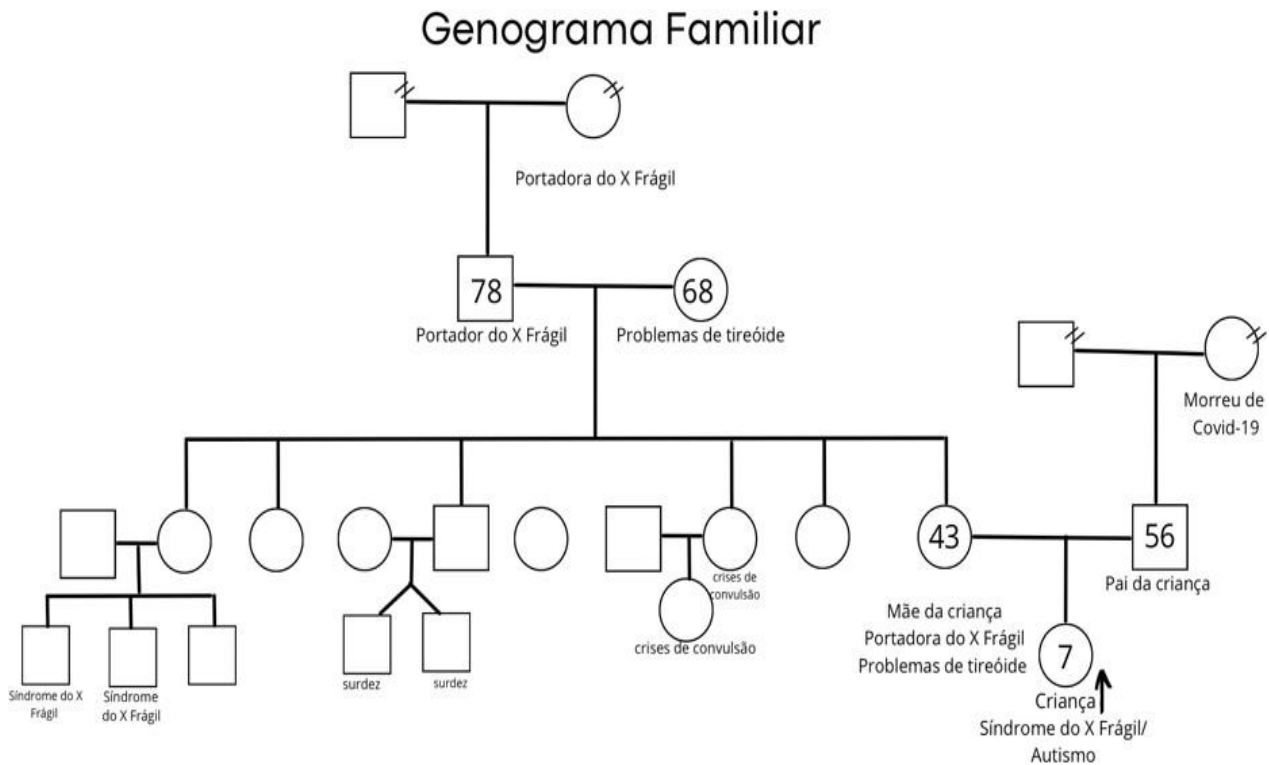 Genograma Familiar
Portadora do X Frágil
78
68
Portador do X Frágil
Problemas de tireóide
Morreu de
Covid-19
43
56
crises de
convulsão
Pai da criança
Mãe da criança
Portadora do X Frágil
Problemas de tireóide
crises de convulsão
surdez
surdez
Síndrome do X
Frágil
Síndrome
do X Frágil
7
Criança
Síndrome do X Frágil/
Autismo